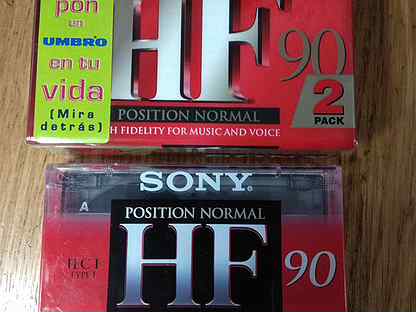 pon
un
UMBRO
en tu
vida
(Mira
detrás)
HF 90
2
PACK
POSITION NORMAL
H FIDELITY FOR MUSIC AND VOICE
SONY
A
POSITION NORMAL
IEC I
TYPE I
HF 90